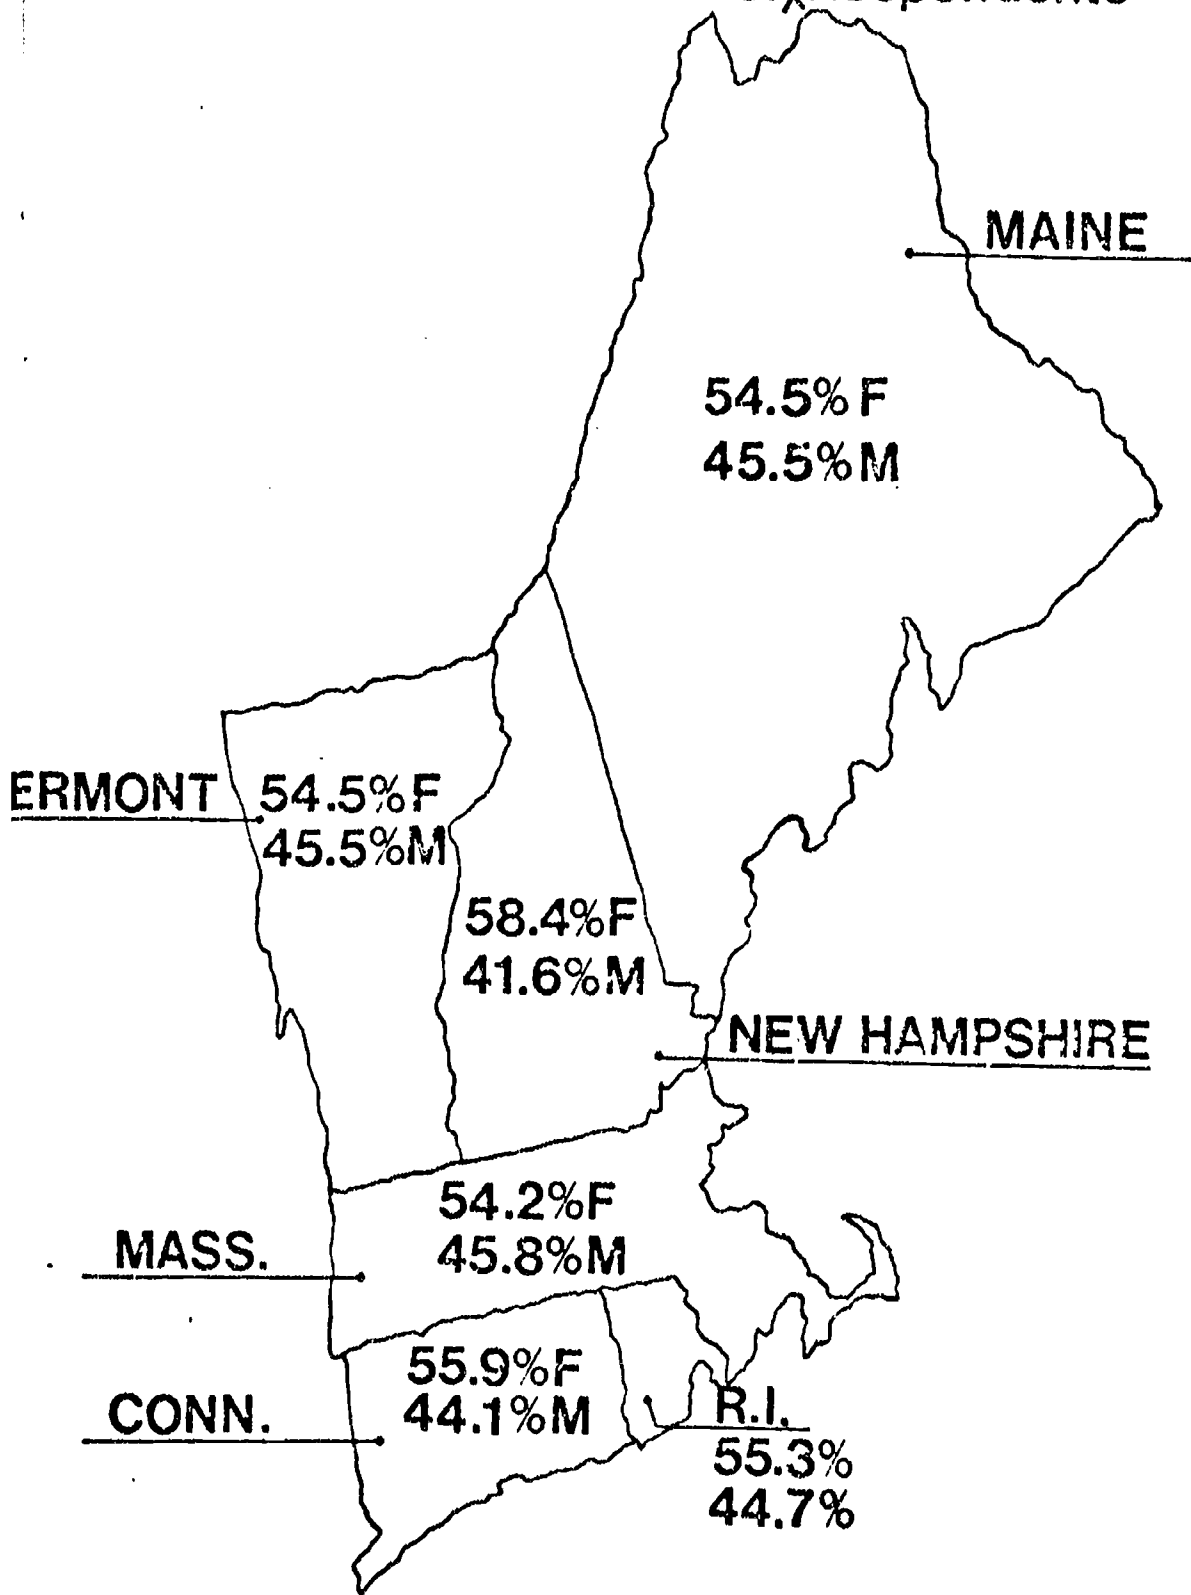 MAINE
54.5% F
45.5% M
ERMONT
54.5% F
45.5% M
58.4% F
41.6% M
NEW HAMPSHIRE
54.2% F
45.8% M
MASS.
55.9% F
44.1% M
CONN.
R.I.
55.3%
44.7%